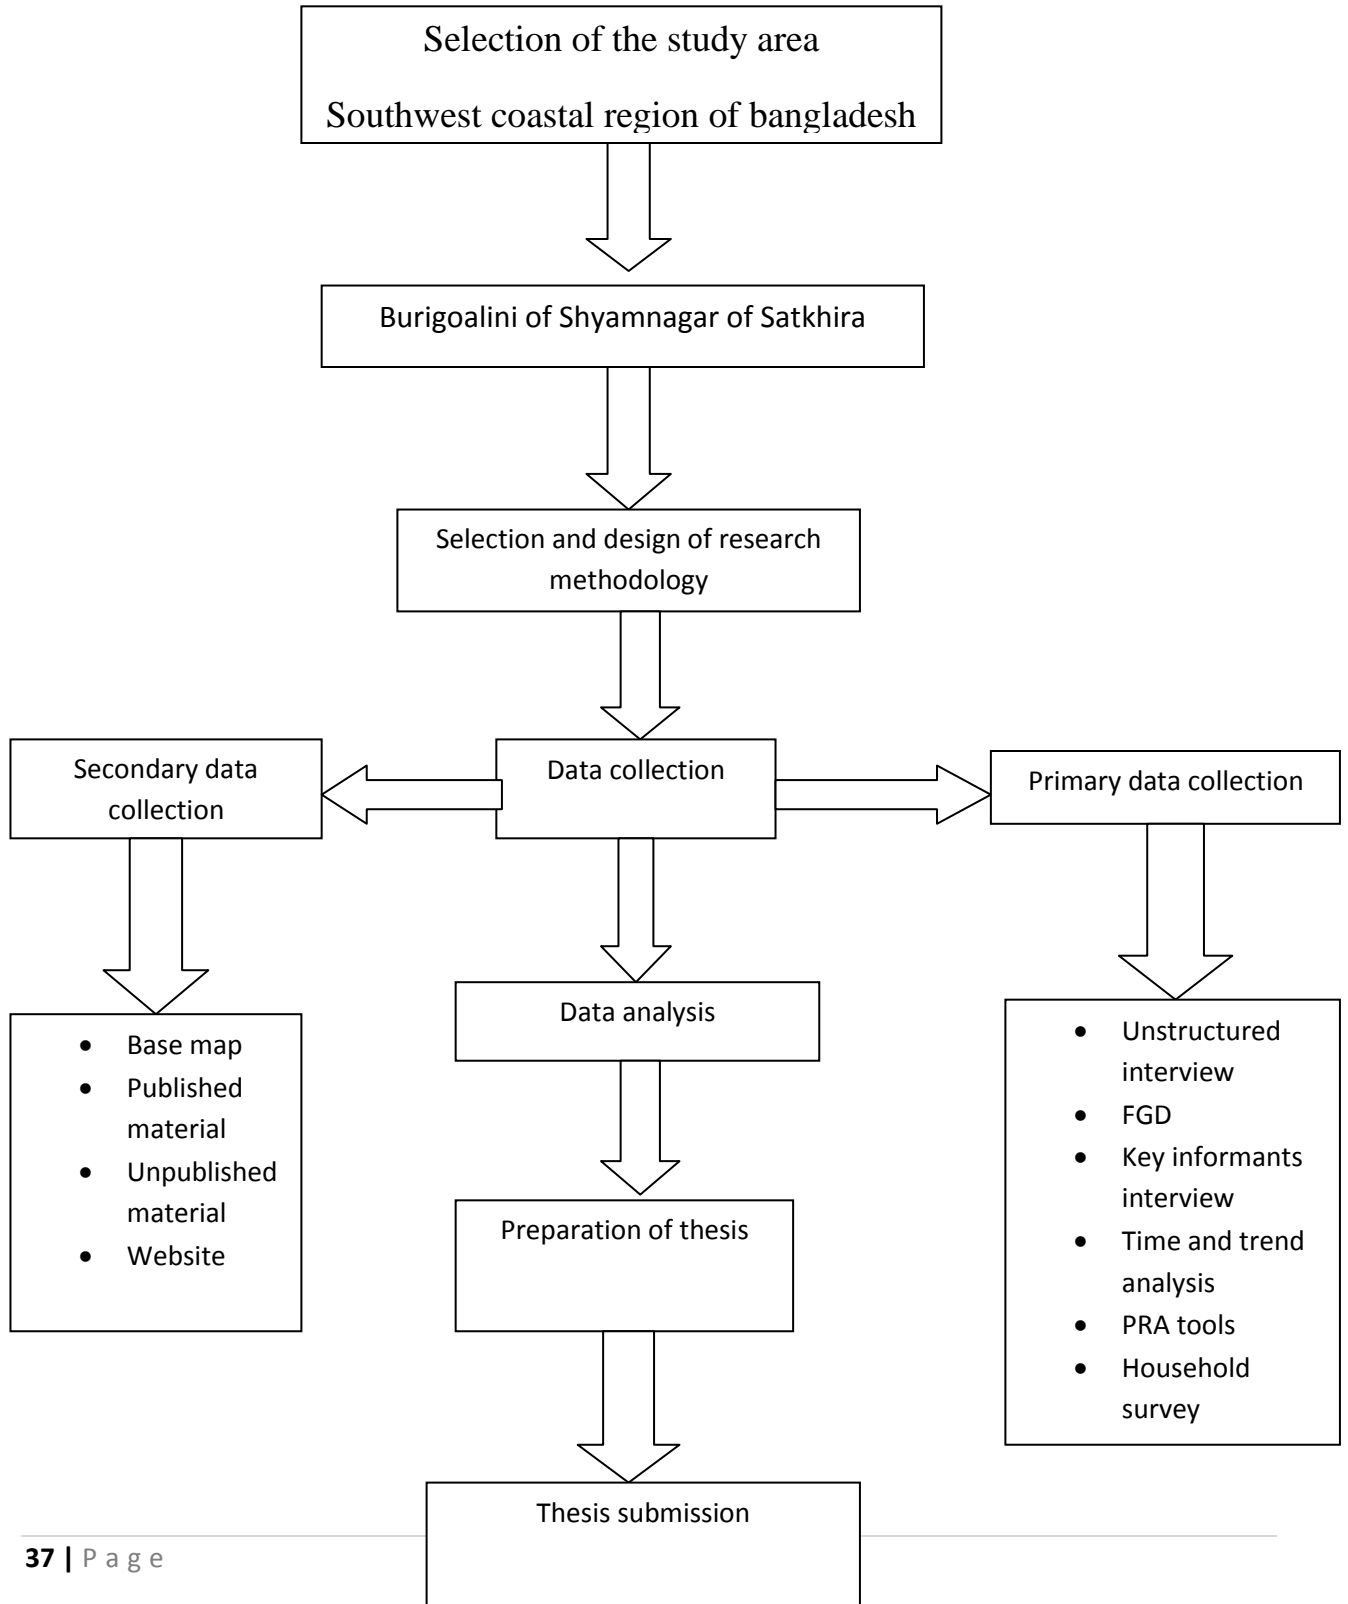 Selection of the study area
Southwest coastal region of bangladesh
Burigoalini of Shyamnagar of Satkhira
Selection and design of research
methodology
Secondary data
collection
Data collection
Primary data collection
• Base map
• Published
material
• Unpublished
material
• Website
Data analysis
• Unstructured
interview
• FGD
• Key informants
interview
• Time and trend
analysis
• PRA tools
• Household
survey
Preparation of thesis
Thesis submission
37 | P a g e